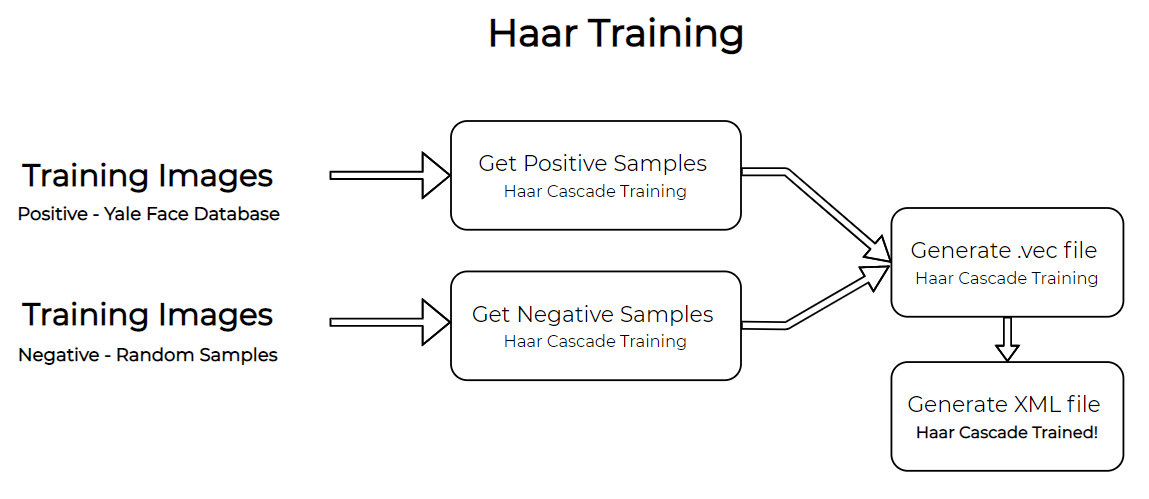 Haar Training
Training Images
Positive - Yale Face Database
Get Positive Samples
Haar Cascade Training
Training Images
Negative - Random Samples
Get Negative Samples
Haar Cascade Training
Generate .vec file
Haar Cascade Training
Generate XML file
Haar Cascade Trained!